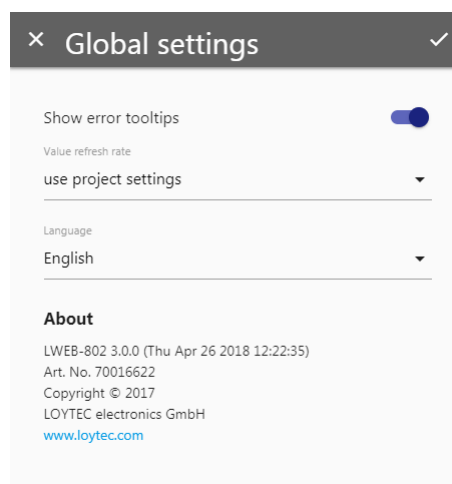 Global settings
Show error tooltips
Value refresh rate
use project settings
Language
English
About
LWEB-802 3.0.0 (Thu Apr 26 2018 12:22:35)
Art. No. 70016622
Copyright © 2017
LOYTEC electronics GmbH
www.loytec.com